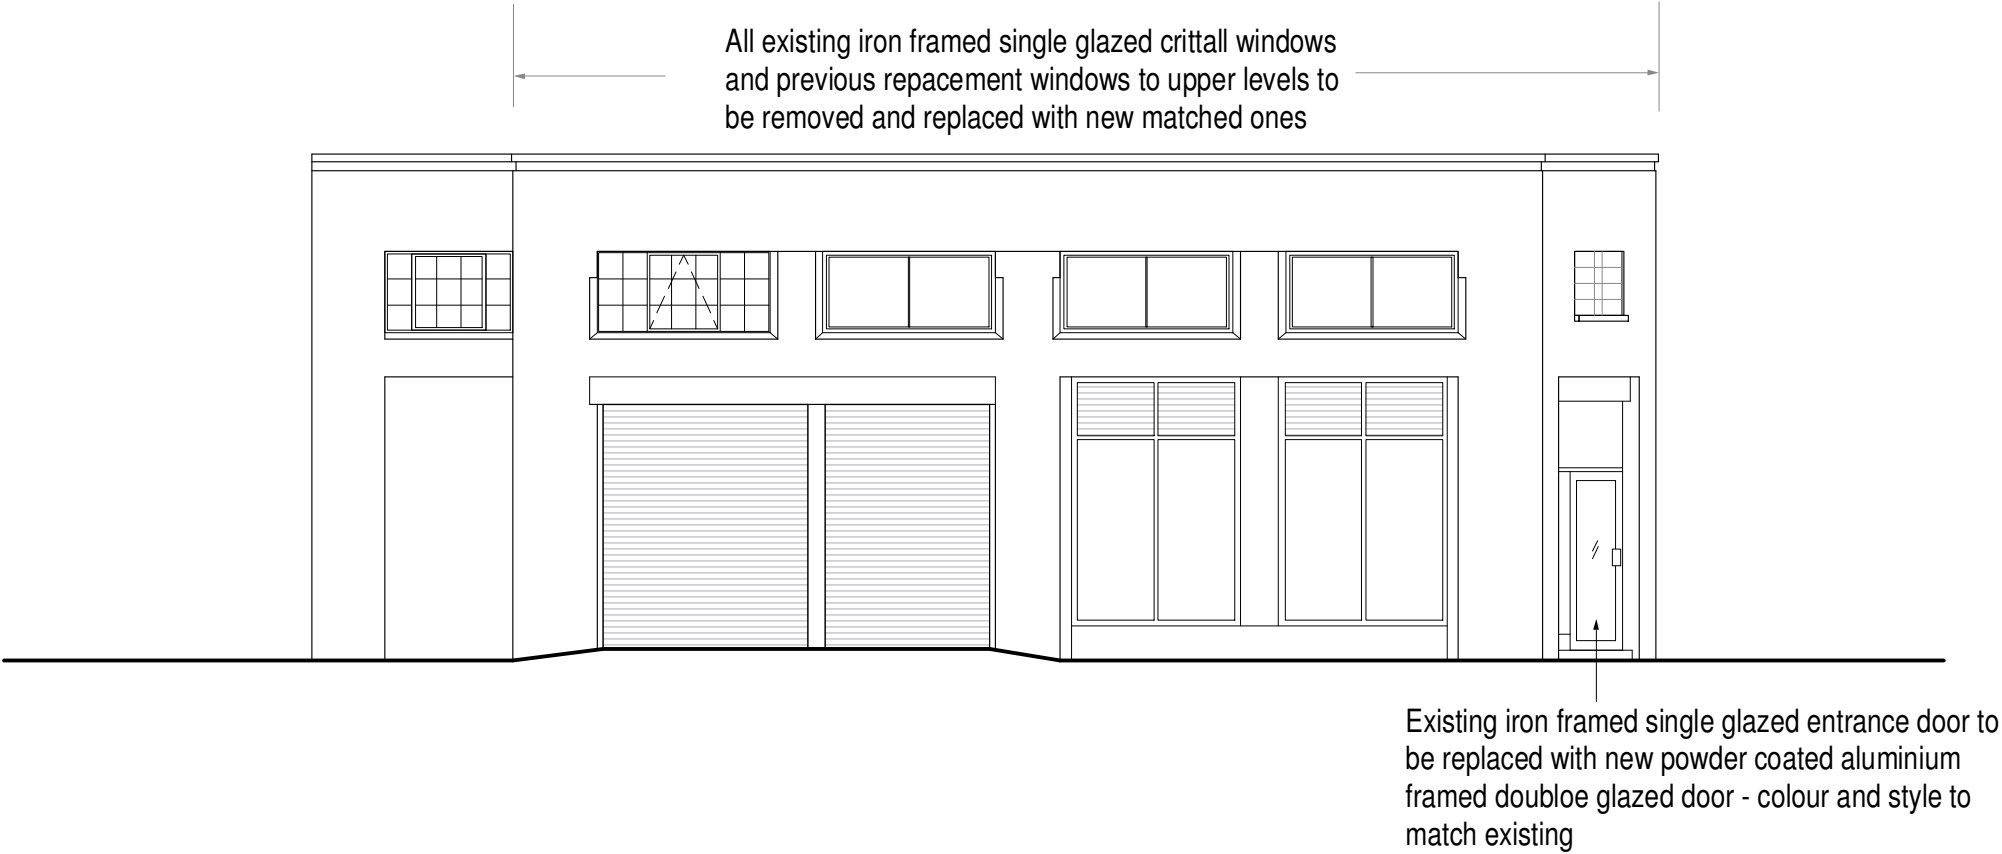 All existing iron framed single glazed crittall windows
and previous repacement windows to upper levels to
be removed and replaced with new matched ones
Existing iron framed single glazed entrance door to
be replaced with new powder coated aluminium
framed doubloe glazed door - colour and style to
match existing